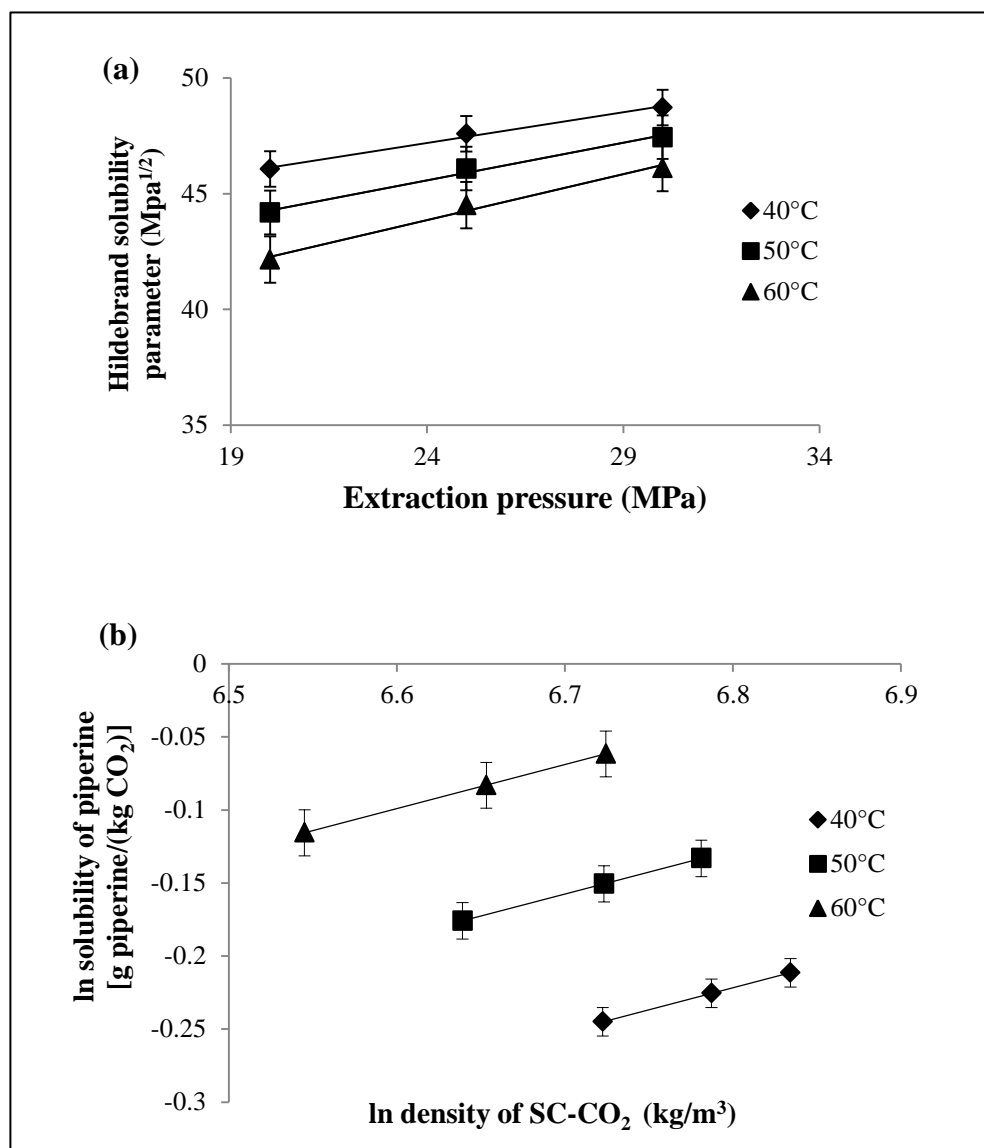 (a)
Hildebrand solubility
parameter (Mpa1/2)
50
45
40
35
19
24
29
34
Extraction pressure (MPa)
40°C
50°C
60°C
(b)
ln solubility of piperine
[g piperine/(kg CO2)]
0
-0.05
-0.1
-0.15
-0.2
-0.25
-0.3
6.5
6.6
6.7
6.8
6.9
40°C
50°C
60°C
ln density of SC-CO2 (kg/m3)